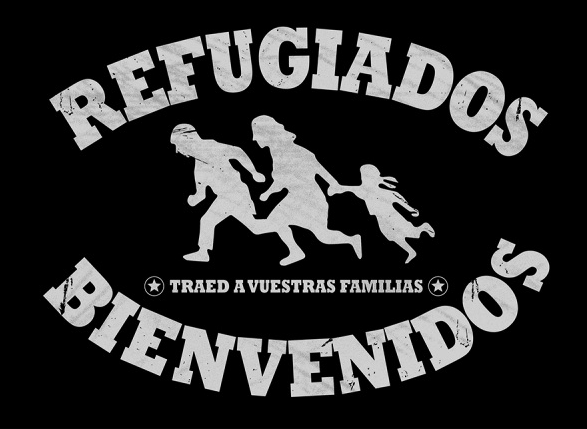 REFUGIADOS
TRAED A VUESTRAS FAMILIAS
BIENVENIDOS